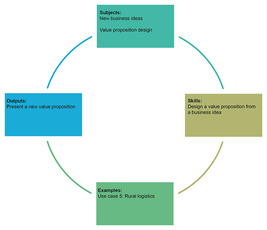 Subjects:
New business ideas
Value proposition design
Outputs:
Present a new value proposition
Skills:
Design a value proposition from
a business idea
Examples:
Use case 5: Rural logistics